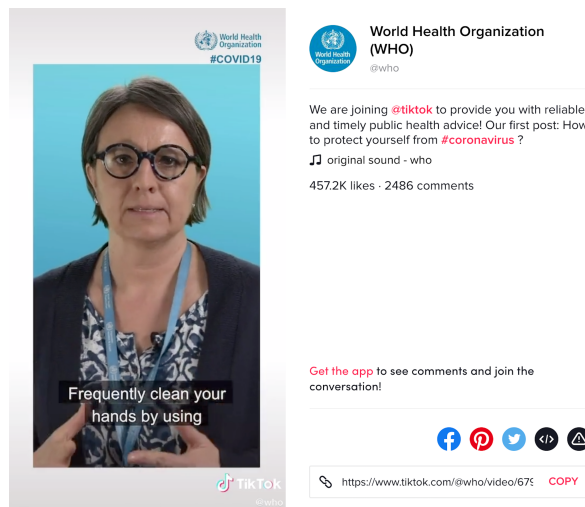 World Health
Organization
#COVID19
Frequently clean your
hands by using
TikTok
@who
World Health
Organization
World Health Organization
(WHO)
@who
We are joining @tiktok to provide you with reliable
and timely public health advice! Our first post: How
to protect yourself from #coronavirus ?
original sound - who
457.2K likes · 2486 comments
Get the app to see comments and join the
conversation!
https://www.tiktok.com/@who/video/679
COPY